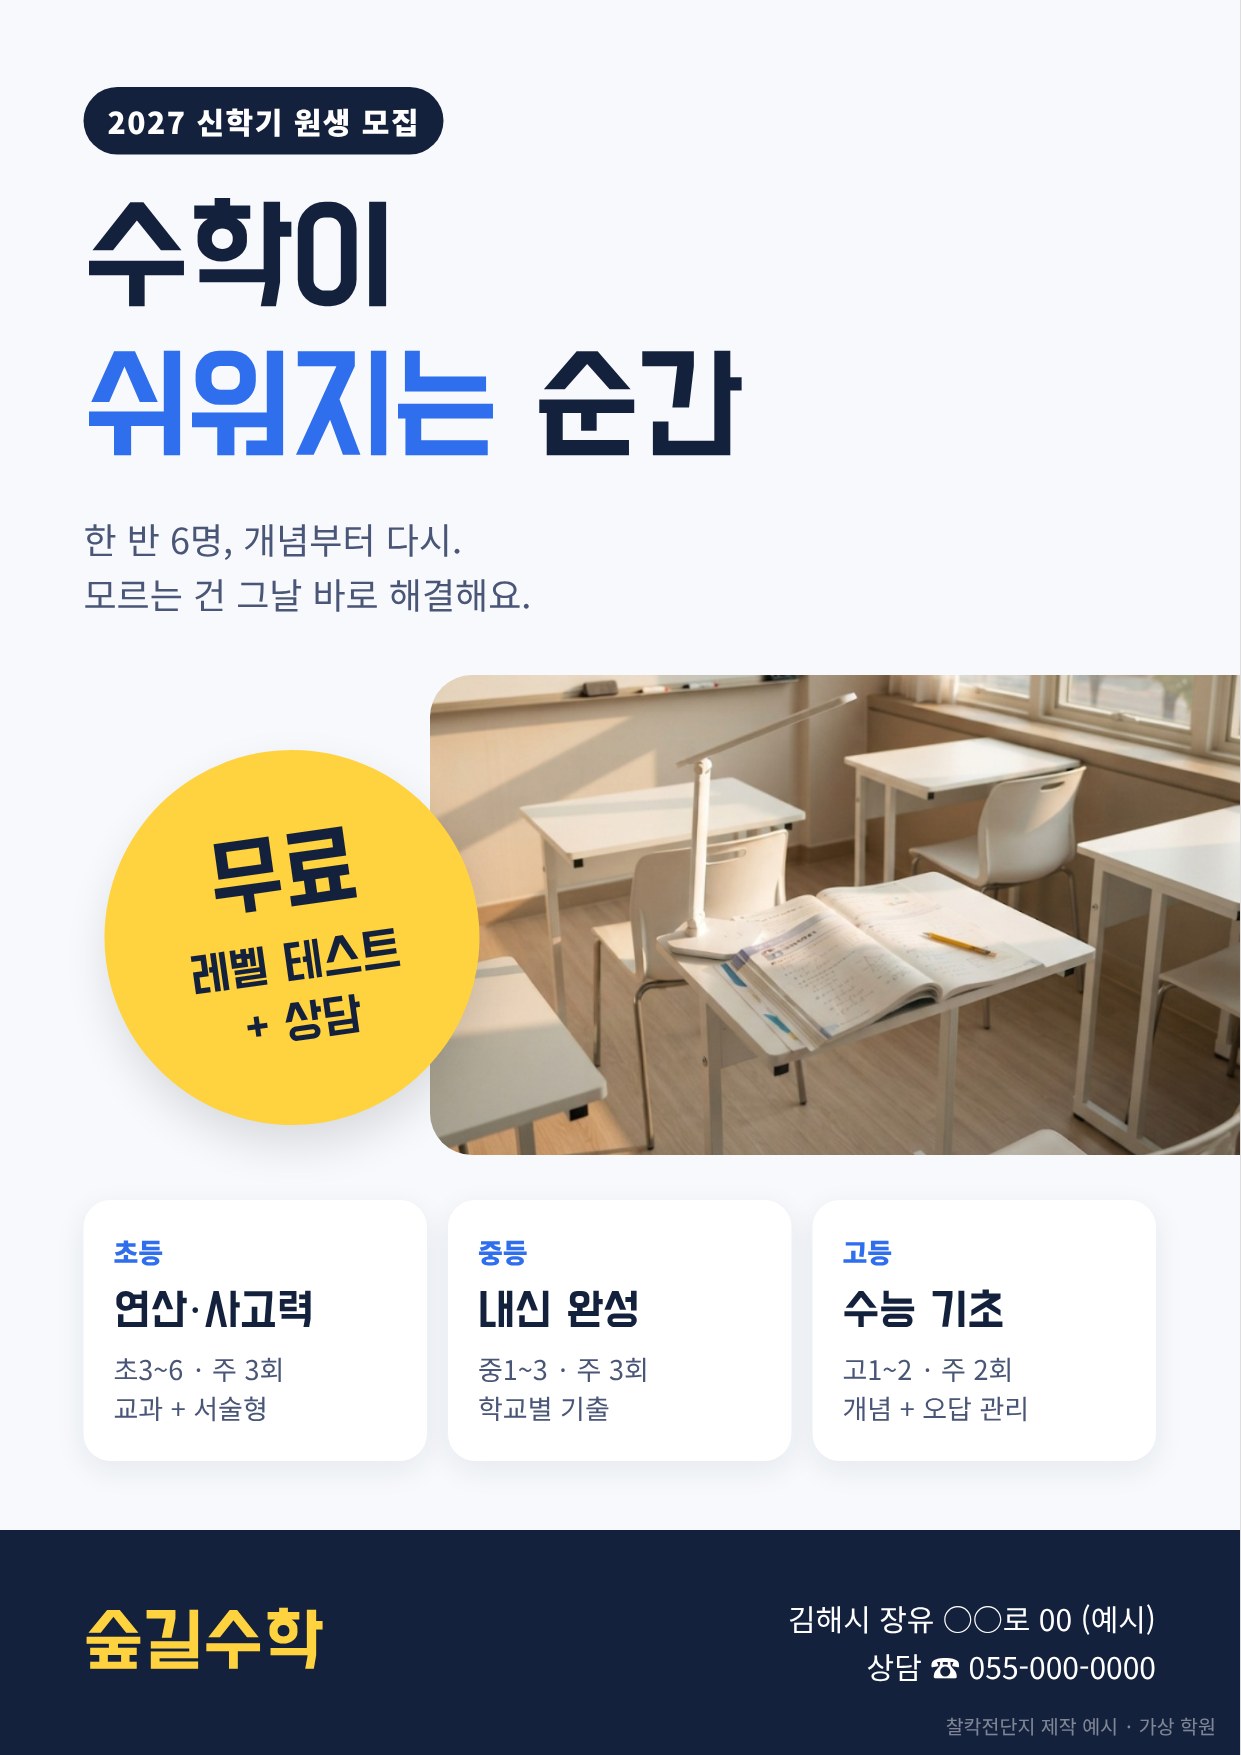 2027 신학기 원생 모집
수학이
쉬워지는 순간
한 반 6명, 개념부터 다시.
모르는 건 그날 바로 해결해요.
무료
레벨 테스트
+ 상담
초등
연산·사고력
초3~6 · 주 3회
교과 + 서술형
중등
내신 완성
중1~3 · 주 3회
학교별 기출
고등
수능 기초
고1~2 · 주 2회
개념 + 오답 관리
숲길수학
김해시 장유 ○○로 00 (예시)
상담 ☎ 055-000-0000
찰칵전단지 제작 예시 · 가상 학원